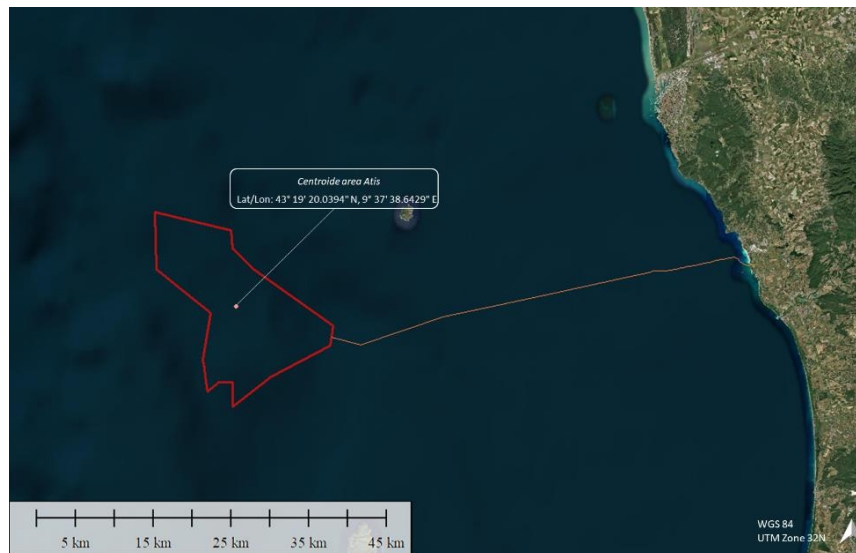 Centroide area Atis
Lat/Lon: 43° 19' 20.0394" N, 9° 37' 38.6429" E
5 km 15 km 25 km 35 km 45 km
WGS 84
UTM Zone 32N